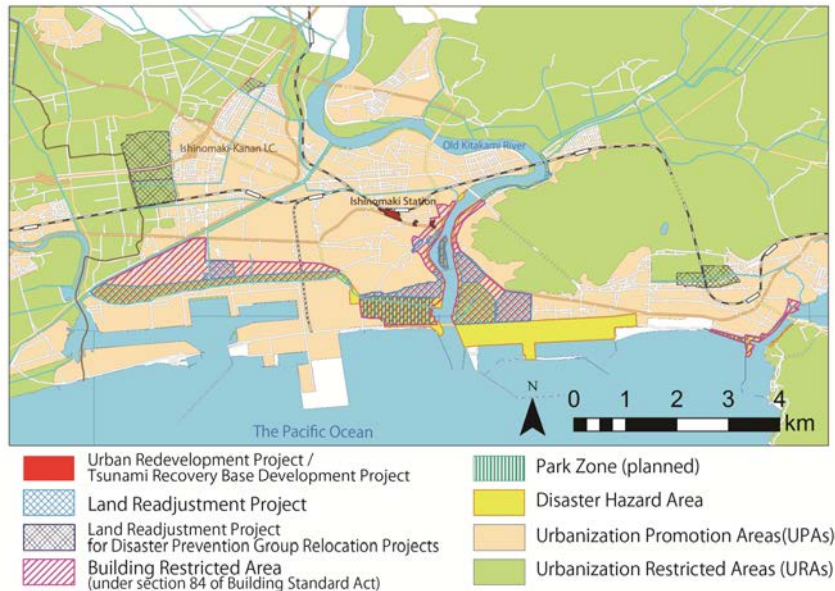 Ishinomaki-Kanan I.C.
Old Kitakami River
Ishinomaki Station
N
0 1 2 3 4
km
The Pacific Ocean
Urban Redevelopment Project /
Tsunami Recovery Base Development Project
Land Readjustment Project
Land Readjustment Project
for Disaster Prevention Group Relocation Projects
Building Restricted Area
(under section 84 of Building Standard Act)
Park Zone (planned)
Disaster Hazard Area
Urbanization Promotion Areas(UPAs)
Urbanization Restricted Areas (URAs)